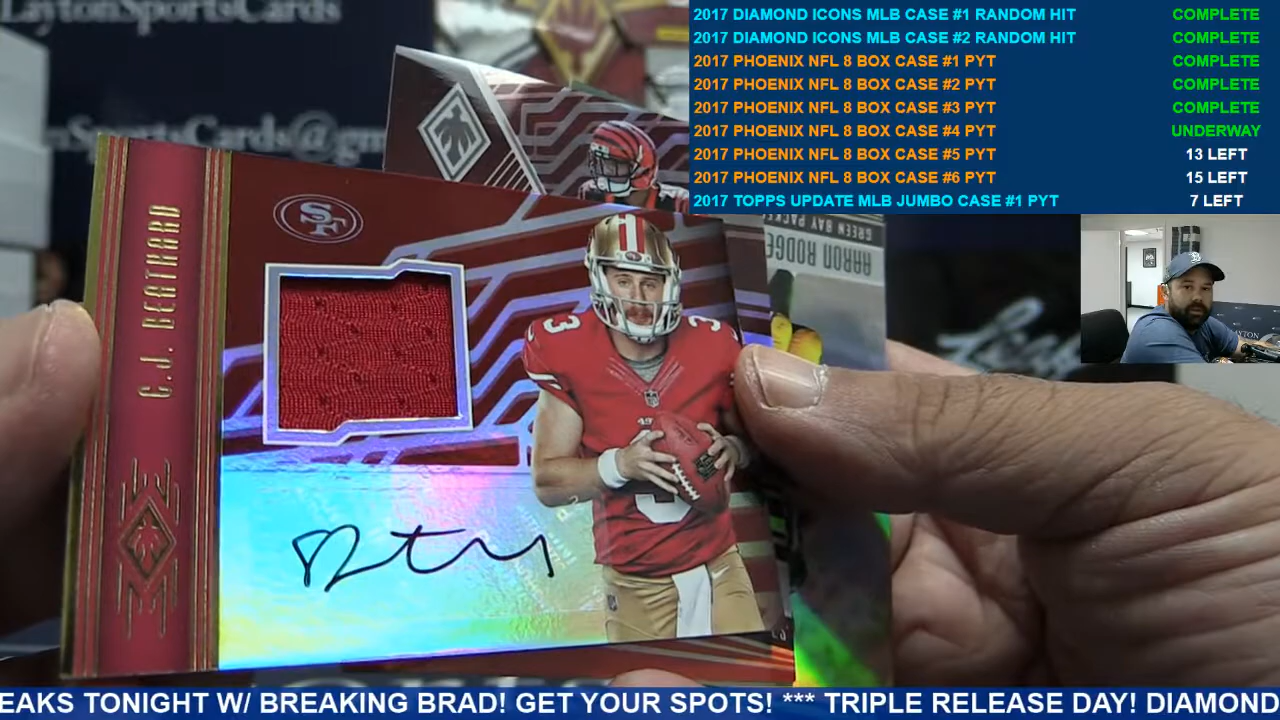 LaytonSportsCards
2017 DIAMOND ICONS MLB CASE #1 RANDOM HIT COMPLETE
2017 DIAMOND ICONS MLB CASE #2 RANDOM HIT COMPLETE
2017 PHOENIX NFL 8 BOX CASE #1 PYT COMPLETE
2017 PHOENIX NFL 8 BOX CASE #2 PYT COMPLETE
2017 PHOENIX NFL 8 BOX CASE #3 PYT COMPLETE
2017 PHOENIX NFL 8 BOX CASE #4 PYT UNDERWAY
2017 PHOENIX NFL 8 BOX CASE #5 PYT 13 LEFT
2017 PHOENIX NFL 8 BOX CASE #6 PYT 15 LEFT
2017 TOPPS UPDATE MLB JUMBO CASE #1 PYT 7 LEFT
tonSportsCards@gm
SF
C.J. BEATHARD
GREEN BAY PACKE
AARON RODGE
3 3
3
LAYTON
EAKS TONIGHT W/ BREAKING BRAD! GET YOUR SPOTS! *** TRIPLE RELEASE DAY! DIAMOND